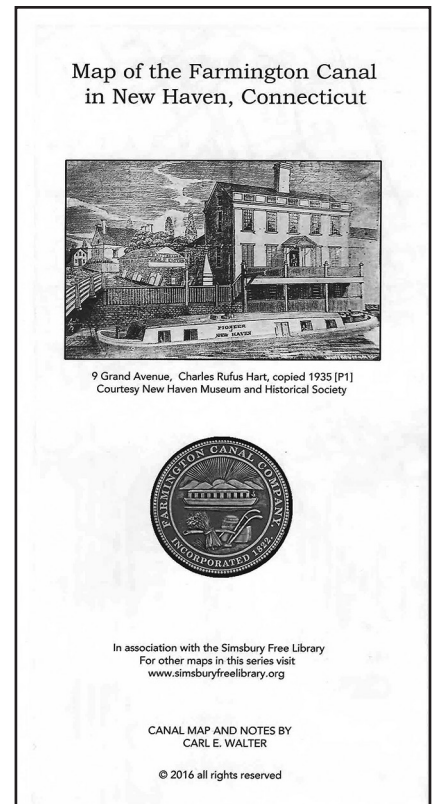 Map of the Farmington Canal
in New Haven, Connecticut
PIONEER
of
NEW HAVEN
9 Grand Avenue, Charles Rufus Hart, copied 1935 [P1]
Courtesy New Haven Museum and Historical Society
FARMINGTON CANAL COMPANY.
INCORPORATED 1822.
In association with the Simsbury Free Library
For other maps in this series visit
www.simsburyfreelibrary.org
CANAL MAP AND NOTES BY
CARL E. WALTER
© 2016 all rights reserved